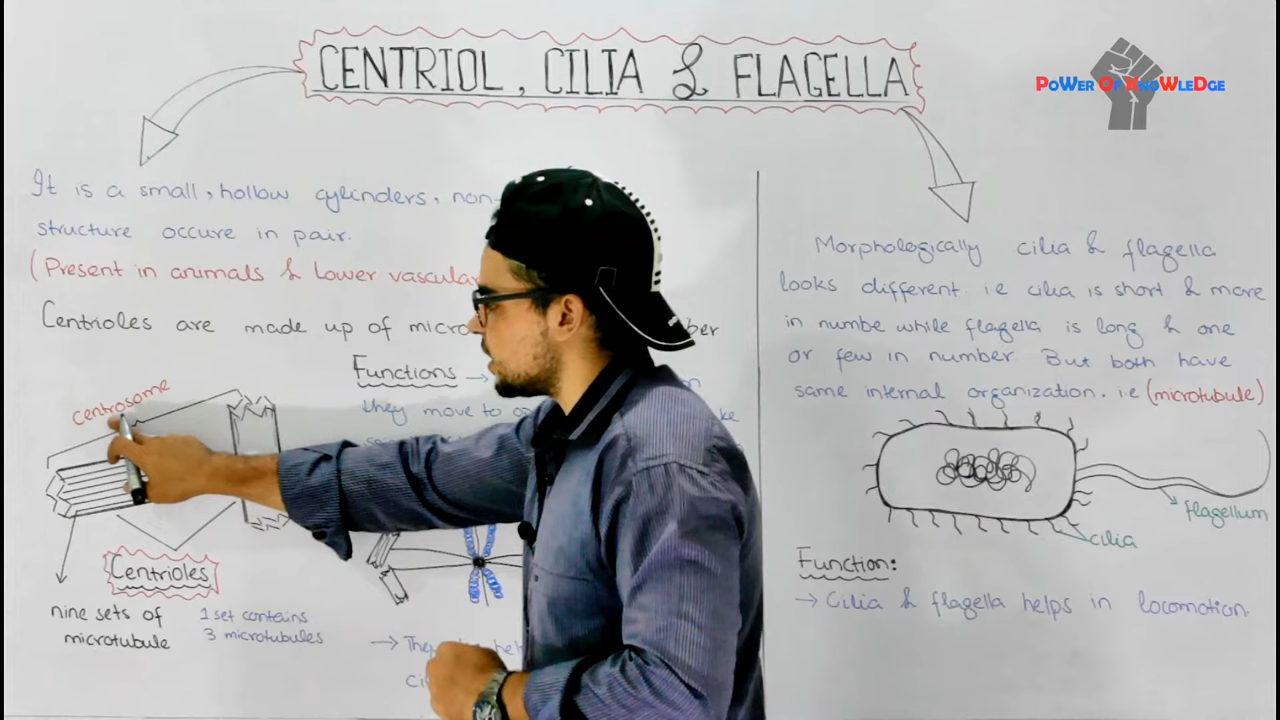 CENTRIOL, CILIA & FLAGELLA
PoWer Of KnoWleDge
It is a small, hollow cylinders, non-
structure occure in pair.
(Present in animals & Lower vascular
Centrioles are made up of micro
ber
Functions →
they move to
centrosome
Centrioles
nine sets of
microtubule
1 set contains
3 microtubules
→
Morphologically cilia & flagella
looks different. i.e cilia is short & more
in numbe while flagella is long & one
or few in number. But both have
same internal organization. i.e (microtubule)
flagellum
cilia
Function:
→ Cilia & flagella helps in locomotion.